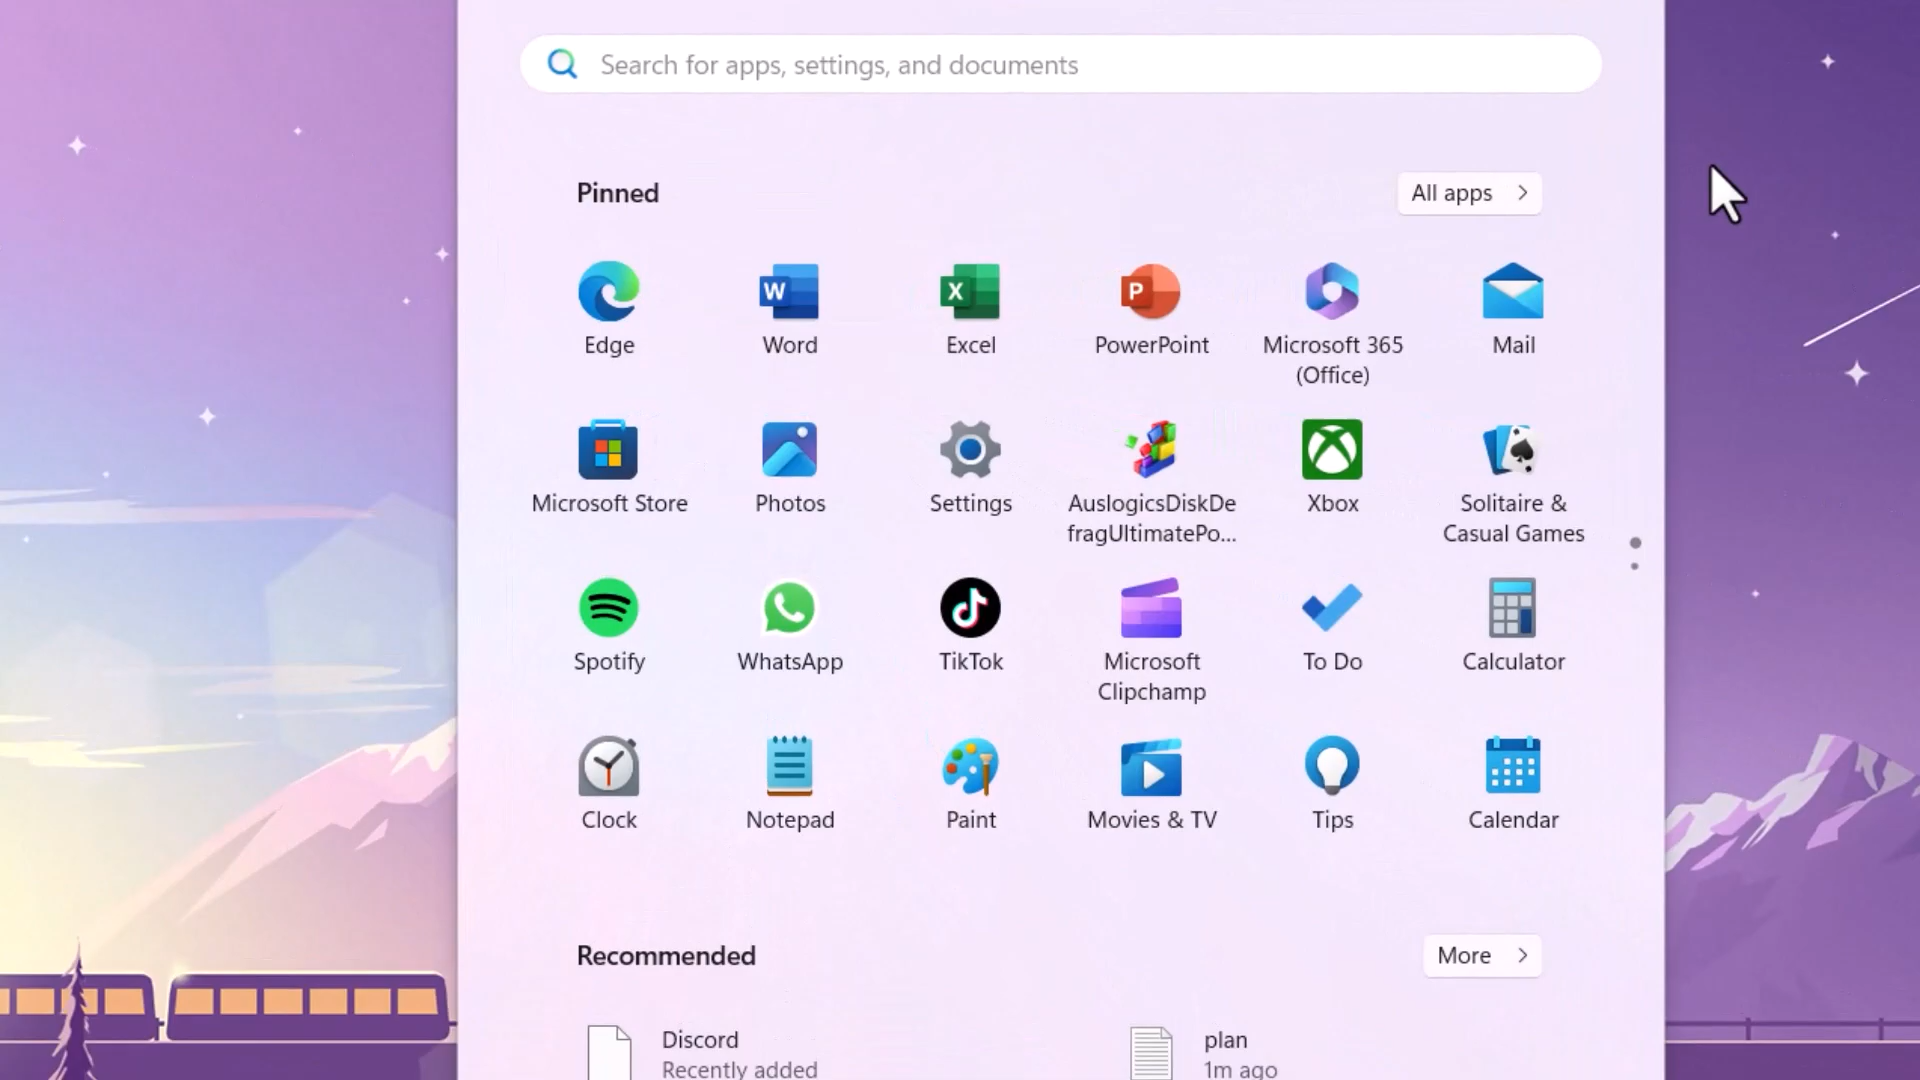 Search for apps, settings, and documents
Pinned
All apps
Edge
Word
Excel
PowerPoint
Microsoft 365
(Office)
Mail
Microsoft Store
Photos
Settings
AuslogicsDiskDe
fragUltimatePo...
Xbox
Solitaire &
Casual Games
Spotify
WhatsApp
TikTok
Microsoft
Clipchamp
To Do
Calculator
Clock
Notepad
Paint
Movies & TV
Tips
Calendar
Recommended
More
Discord
Recently added
plan
1m ago